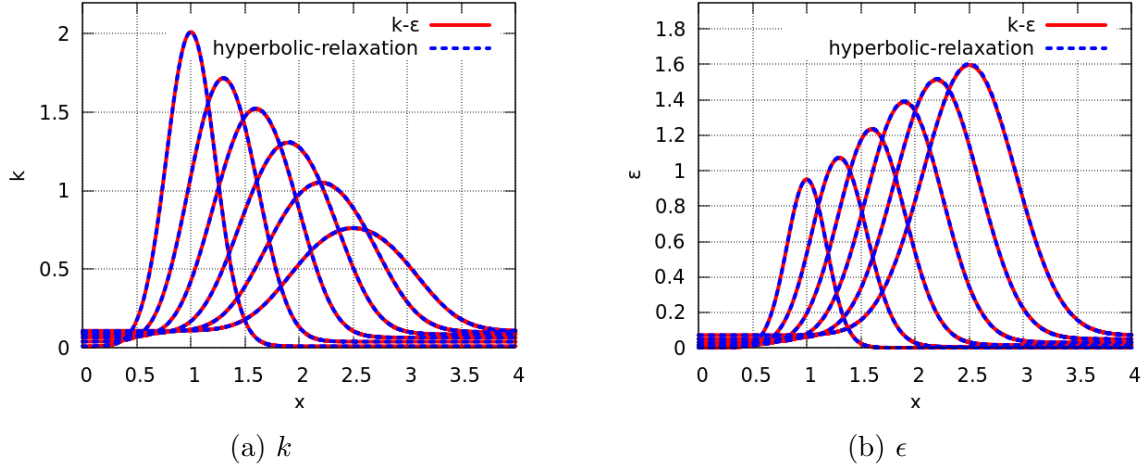 k-ε
hyperbolic-relaxation
2
1.5
1
0.5
0
k
0 0.5 1 1.5 2 2.5 3 3.5 4
x
(a) k
k-ε
hyperbolic-relaxation
1.8
1.6
1.4
1.2
1
0.8
0.6
0.4
0.2
0
ε
0 0.5 1 1.5 2 2.5 3 3.5 4
x
(b) ϵ